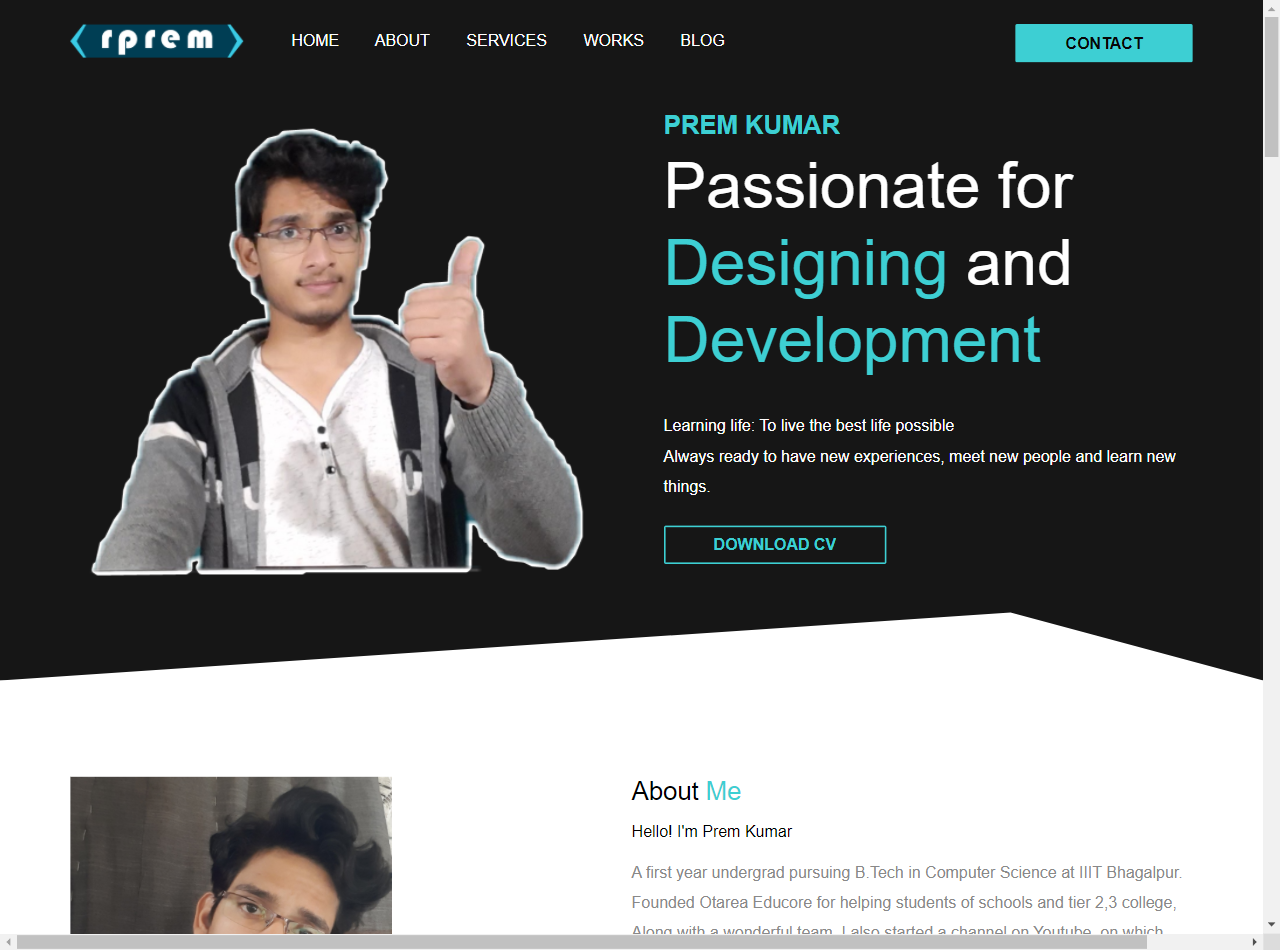 rprem
HOME ABOUT SERVICES WORKS BLOG
CONTACT
PREM KUMAR
Passionate for
Designing and
Development
Learning life: To live the best life possible
Always ready to have new experiences, meet new people and learn new
things.
DOWNLOAD CV
About Me
Hello! I'm Prem Kumar
A first year undergrad pursuing B.Tech in Computer Science at IIIT Bhagalpur.
Founded Otarea Educore for helping students of schools and tier 2,3 college,
Along with a wonderful team. I also started a channel on Youtube, on which